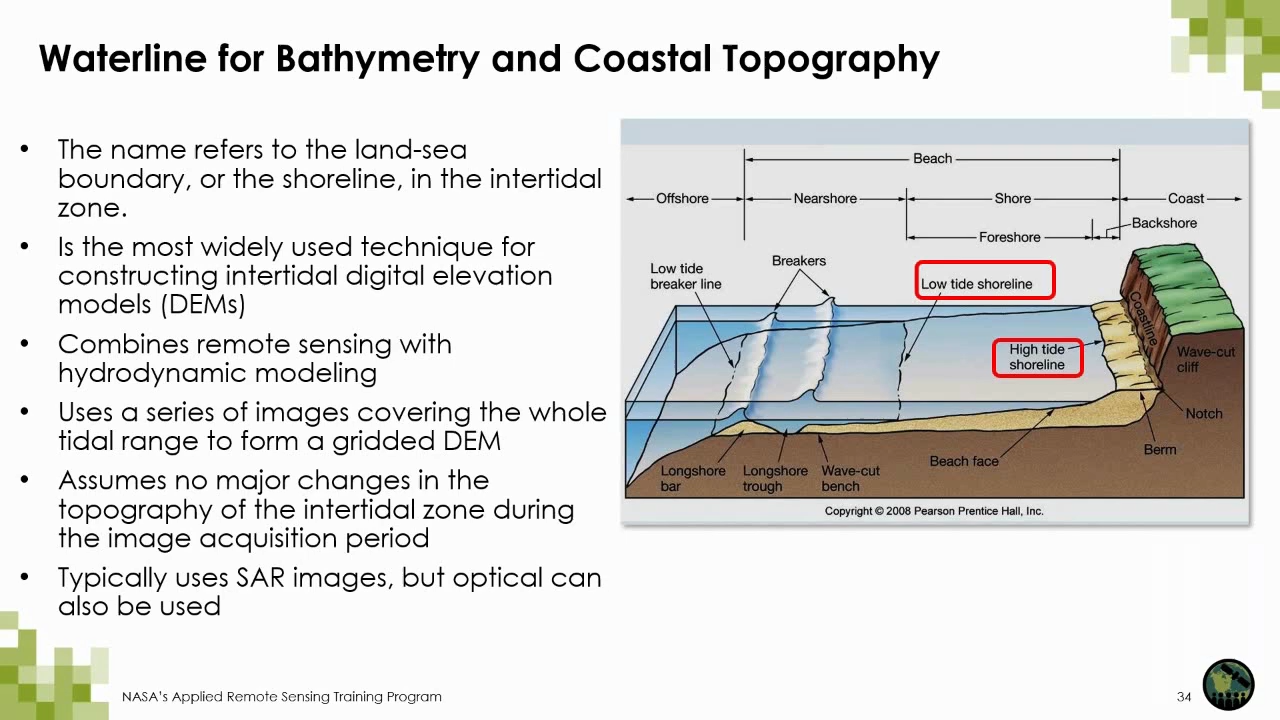 Waterline for Bathymetry and Coastal Topography
• The name refers to the land-sea
boundary, or the shoreline, in the intertidal
zone.
• Is the most widely used technique for
constructing intertidal digital elevation
models (DEMs)
• Combines remote sensing with
hydrodynamic modeling
• Uses a series of images covering the whole
tidal range to form a gridded DEM
• Assumes no major changes in the
topography of the intertidal zone during
the image acquisition period
• Typically uses SAR images, but optical can
also be used
Beach
Offshore
Nearshore
Shore
Coast
Backshore
Foreshore
Low tide
breaker line
Breakers
Low tide shoreline
High tide
shoreline
Coastline
Wave-cut
cliff
Notch
Berm
Beach face
Longshore
bar
Longshore
trough
Wave-cut
bench
Copyright © 2008 Pearson Prentice Hall, Inc.
NASA's Applied Remote Sensing Training Program
34